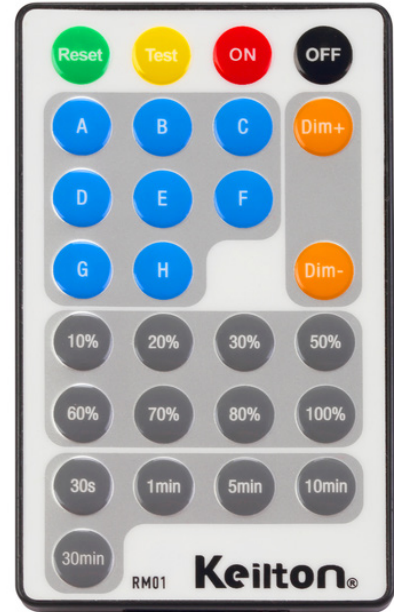 Reset Test ON OFF
A B C Dim+
D E F
G H Dim-
10% 20% 30% 50%
60% 70% 80% 100%
30s 1min 5min 10min
30min RM01 Keilton®